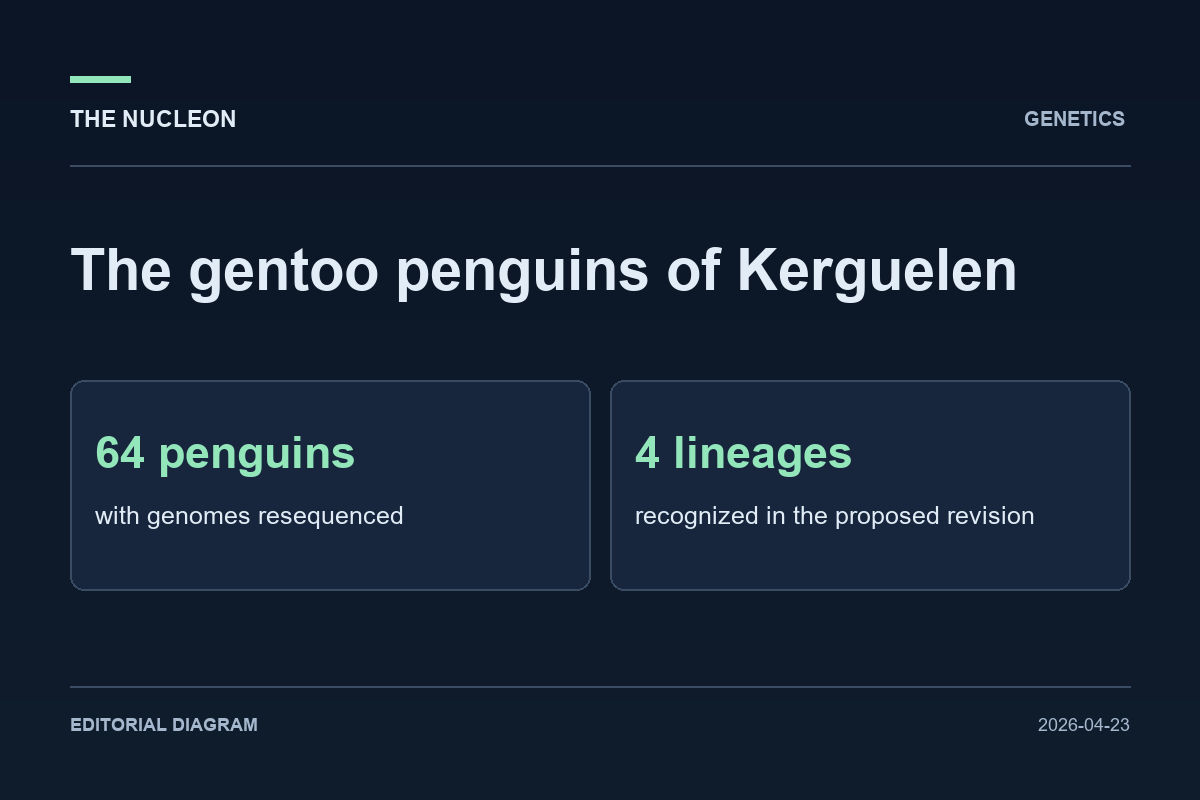 THE NUCLEON
GENETICS
The gentoo penguins of Kerguelen
64 penguins
with genomes resequenced
4 lineages
recognized in the proposed revision
EDITORIAL DIAGRAM
2026-04-23